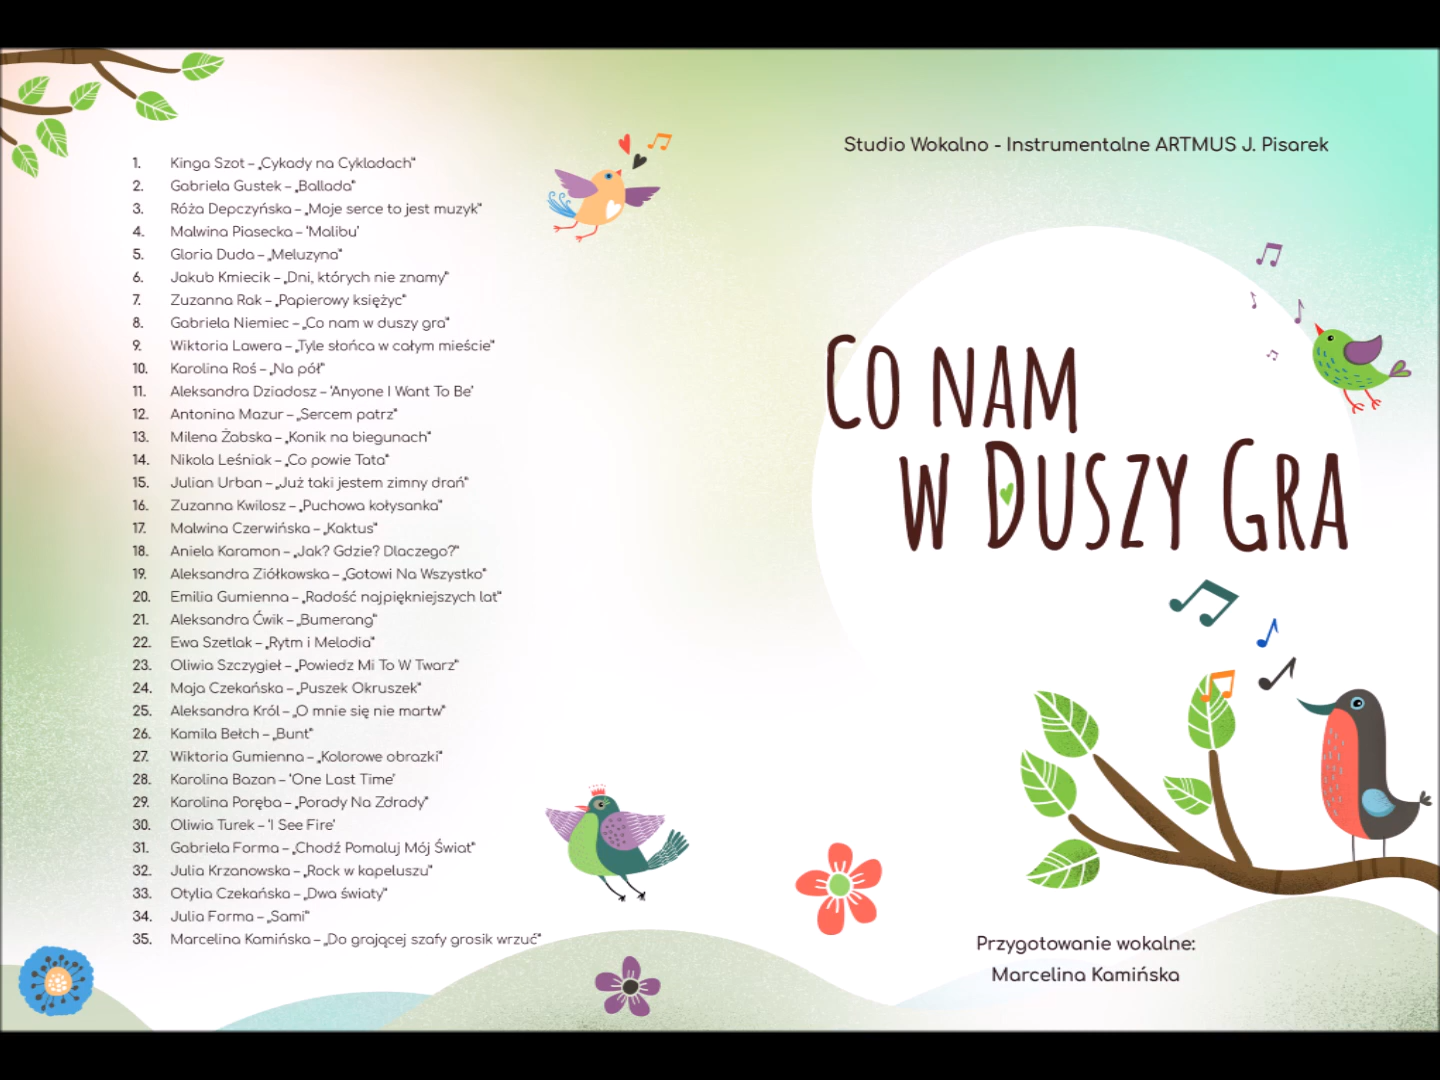 1. Kinga Szot – „Cykady na Cykladach"
2. Gabriela Gustek – „Ballada"
3. Róża Depczyńska – „Moje serce to jest muzyk"
4. Malwina Piasecka – 'Malibu'
5. Gloria Duda – „Meluzyna"
6. Jakub Kmiecik – „Dni, których nie znamy"
7. Zuzanna Rak – „Papierowy księżyc"
8. Gabriela Niemiec – „Co nam w duszy gra"
9. Wiktoria Lawera – „Tyle słońca w całym mieście"
10. Karolina Roś – „Na pół"
11. Aleksandra Dziadosz – 'Anyone I Want To Be'
12. Antonina Mazur – „Sercem patrz"
13. Milena Żabska – „Konik na biegunach"
14. Nikola Leśniak – „Co powie Tata"
15. Julian Urban – „Już taki jestem zimny drań"
16. Zuzanna Kwilosz – „Puchowa kołysanka"
17. Malwina Czerwińska – „Kaktus"
18. Aniela Karamon – „Jak? Gdzie? Dlaczego?"
19. Aleksandra Ziółkowska – „Gotowi Na Wszystko"
20. Emilia Gumienna – „Radość najpiękniejszych lat"
21. Aleksandra Ćwik – „Bumerang"
22. Ewa Szetlak – „Rytm i Melodia"
23. Oliwia Szczygieł – „Powiedz Mi To W Twarz"
24. Maja Czekańska – „Puszek Okruszek"
25. Aleksandra Król – „O mnie się nie martw"
26. Kamila Bełch – „Bunt"
27. Wiktoria Gumienna – „Kolorowe obrazki"
28. Karolina Bazan – 'One Last Time'
29. Karolina Poręba – „Porady Na Zdrady"
30. Oliwia Turek – 'I See Fire'
31. Gabriela Forma – „Chodź Pomaluj Mój Świat"
32. Julia Krzanowska – „Rock w kapeluszu"
33. Otylia Czekańska – „Dwa światy"
34. Julia Forma – „Sami"
35. Marcelina Kamińska – „Do grającej szafy grosik wrzuć"
Studio Wokalno - Instrumentalne ARTMUS J. Pisarek
Co nam
w Duszy Gra
Przygotowanie wokalne:
Marcelina Kamińska